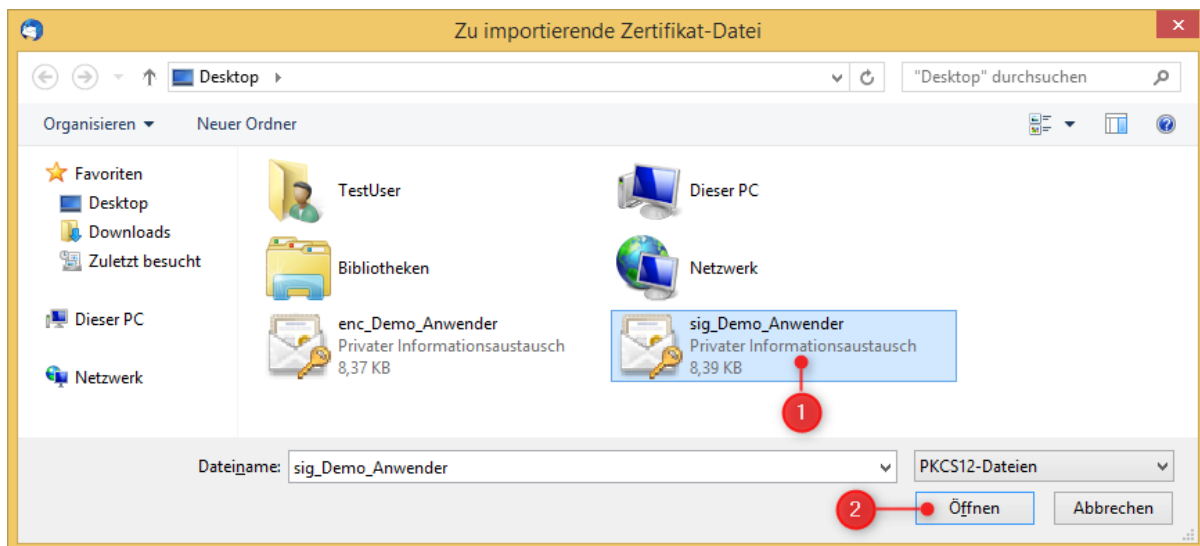 Zu importierende Zertifikat-Datei
Desktop
"Desktop" durchsuchen
Organisieren
Neuer Ordner
Favoriten
Desktop
Downloads
Zuletzt besucht
Dieser PC
Netzwerk
TestUser
Dieser PC
Bibliotheken
Netzwerk
enc_Demo_Anwender
Privater Informationsaustausch
8,37 KB
sig_Demo_Anwender
Privater Informationsaustausch
8,39 KB
1
Dateiname:
sig_Demo_Anwender
PKCS12-Dateien
2
Öffnen
Abbrechen